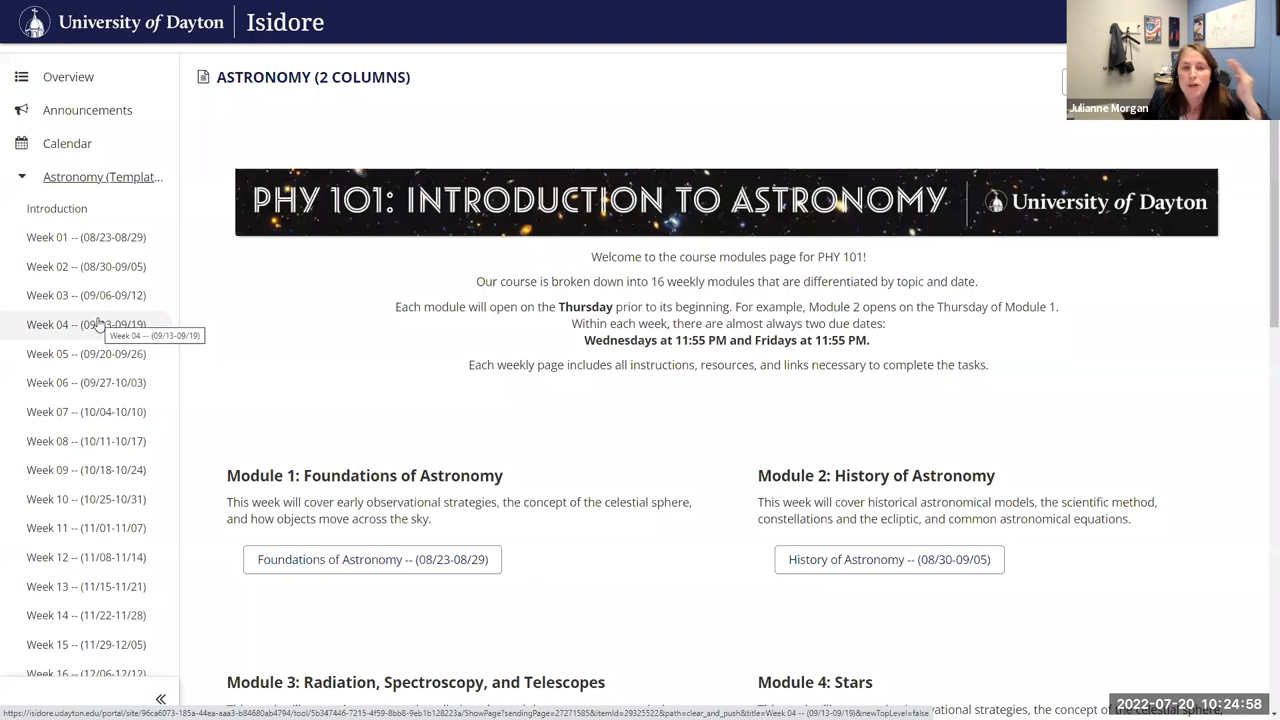 University of Dayton
Isidore
Overview
Announcements
Calendar
Astronomy (Templat...
Introduction
Week 01 -- (08/23-08/29)
Week 02 -- (08/30-09/05)
Week 03 -- (09/06-09/12)
Week 04 -- (09/13-09/19)
Week 04 -- (09/13-09/19)
Week 05 -- (09/20-09/26)
Week 06 -- (09/27-10/03)
Week 07 -- (10/04-10/10)
Week 08 -- (10/11-10/17)
Week 09 -- (10/18-10/24)
Week 10 -- (10/25-10/31)
Week 11 -- (11/01-11/07)
Week 12 -- (11/08-11/14)
Week 13 -- (11/15-11/21)
Week 14 -- (11/22-11/28)
Week 15 -- (11/29-12/05)
Week 16 -- (12/06-12/12)
ASTRONOMY (2 COLUMNS)
Julianne Morgan
PHY 101: INTRODUCTION TO ASTRONOMY
University of Dayton
Welcome to the course modules page for PHY 101!
Our course is broken down into 16 weekly modules that are differentiated by topic and date.
Each module will open on the Thursday prior to its beginning. For example, Module 2 opens on the Thursday of Module 1.
Within each week, there are almost always two due dates:
Wednesdays at 11:55 PM and Fridays at 11:55 PM.
Each weekly page includes all instructions, resources, and links necessary to complete the tasks.
Module 1: Foundations of Astronomy
This week will cover early observational strategies, the concept of the celestial sphere,
and how objects move across the sky.
Foundations of Astronomy -- (08/23-08/29)
Module 2: History of Astronomy
This week will cover historical astronomical models, the scientific method,
constellations and the ecliptic, and common astronomical equations.
History of Astronomy -- (08/30-09/05)
Module 3: Radiation, Spectroscopy, and Telescopes
Module 4: Stars
2022-07-20 10:24:58